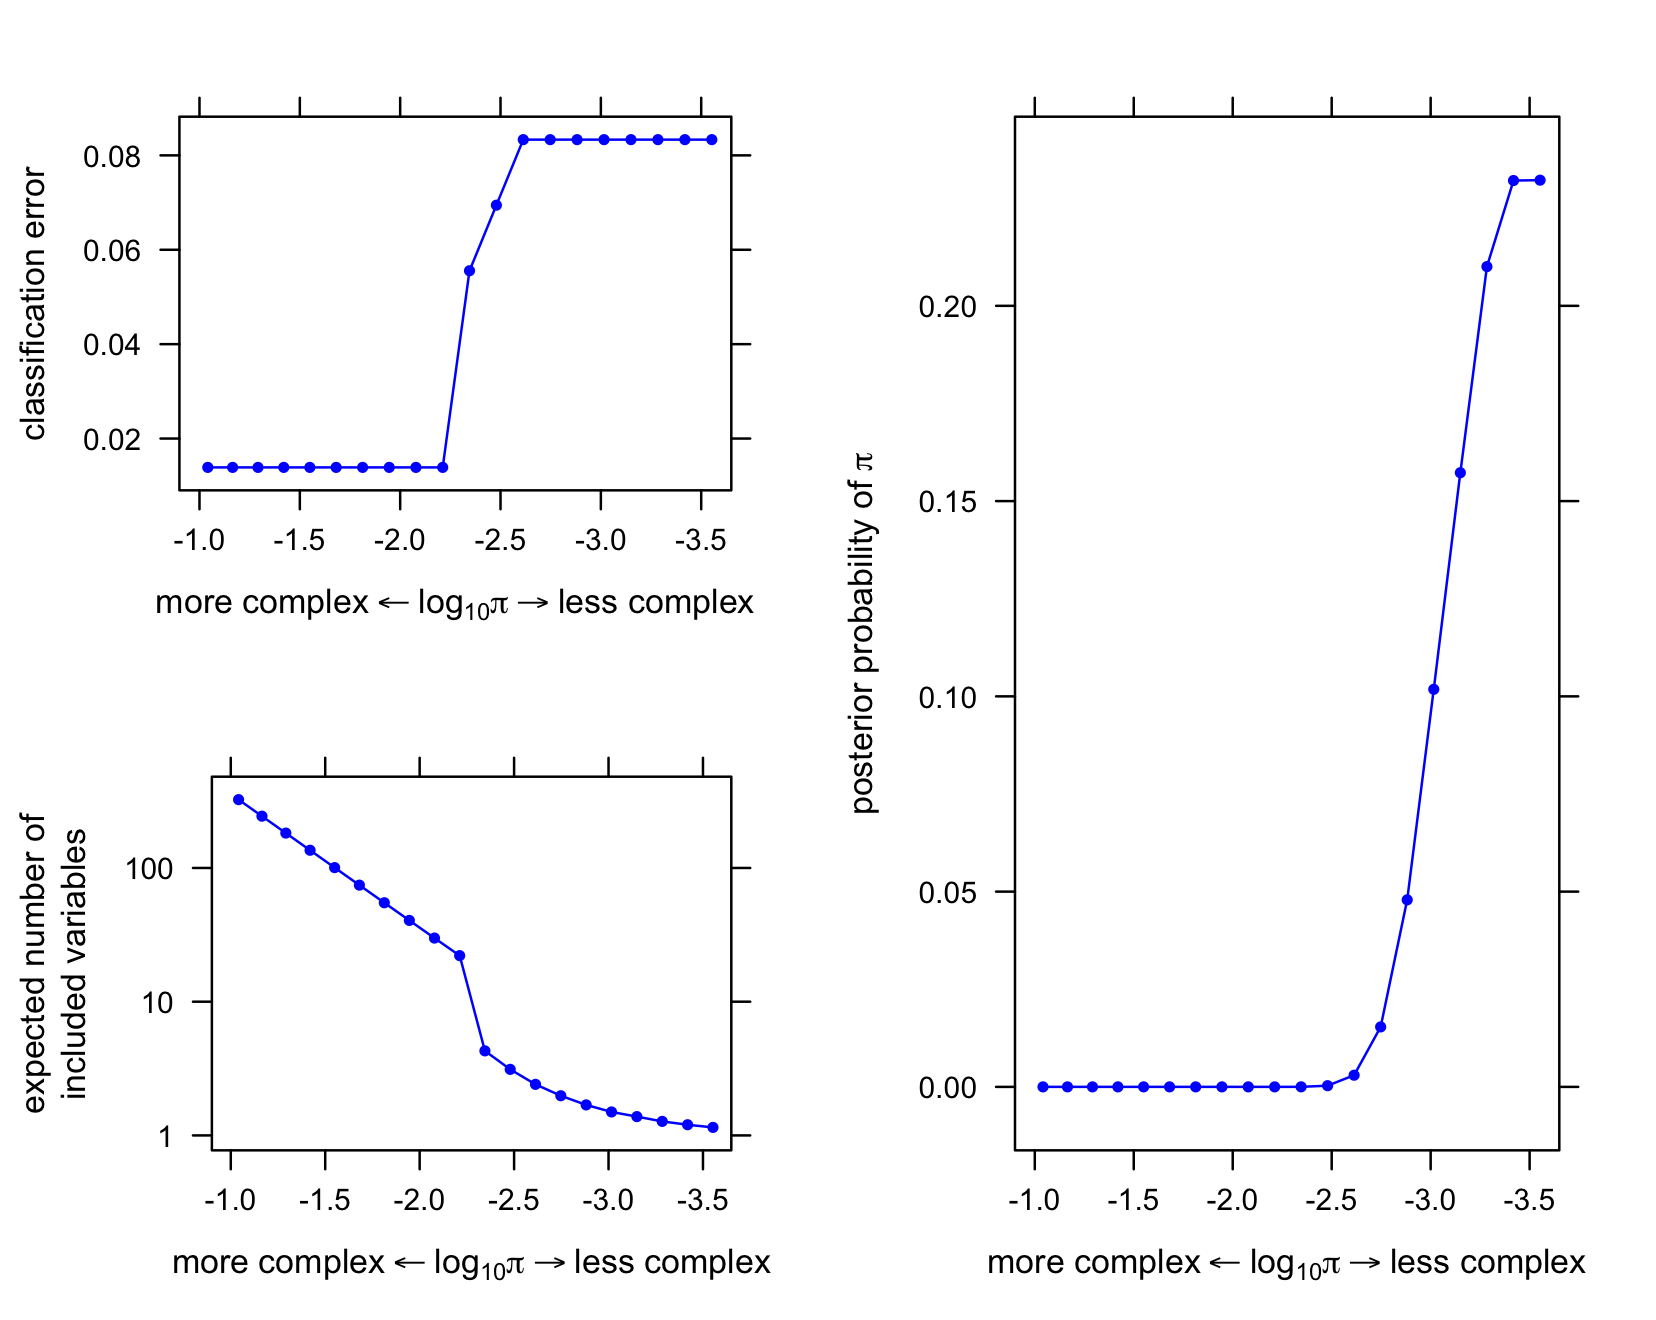 classification error
0.08
0.06
0.04
0.02
-1.0 -1.5 -2.0 -2.5 -3.0 -3.5
more complex ← log₁₀π → less complex
expected number of
included variables
100
10
1
-1.0 -1.5 -2.0 -2.5 -3.0 -3.5
more complex ← log₁₀π → less complex
posterior probability of π
0.20
0.15
0.10
0.05
0.00
-1.0 -1.5 -2.0 -2.5 -3.0 -3.5
more complex ← log₁₀π → less complex